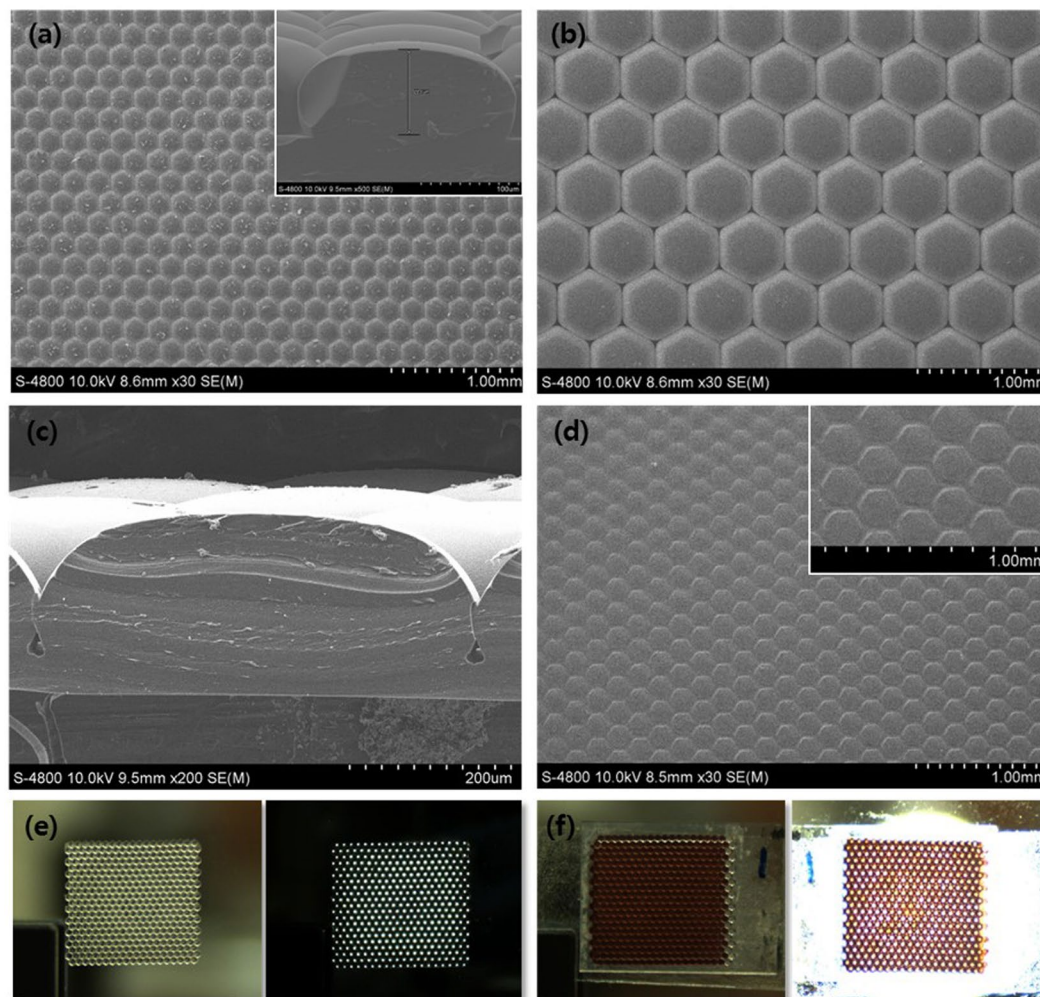 (a)
S-4800 10.0kV 9.5mm x500 SE(M)
100um
S-4800 10.0kV 8.6mm x30 SE(M)
1.00mm
(b)
S-4800 10.0kV 8.6mm x30 SE(M)
1.00mm
(c)
S-4800 10.0kV 9.5mm x200 SE(M)
200um
(d)
1.00mm
S-4800 10.0kV 8.5mm x30 SE(M)
1.00mm
(e)
(f)